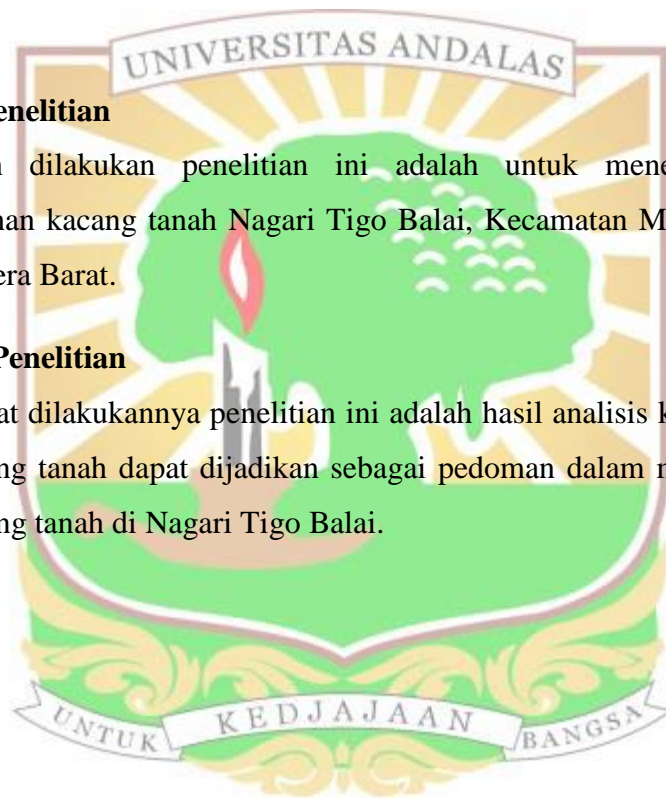 UNIVERSITAS ANDALAS
enelitian
dilakukan penelitian ini adalah untuk mene
nan kacang tanah Nagari Tigo Balai, Kecamatan M
era Barat.
Penelitian
at dilakukannya penelitian ini adalah hasil analisis k
ng tanah dapat dijadikan sebagai pedoman dalam
ng tanah di Nagari Tigo Balai.
UNTUK KEDJAJAAN BANGSA